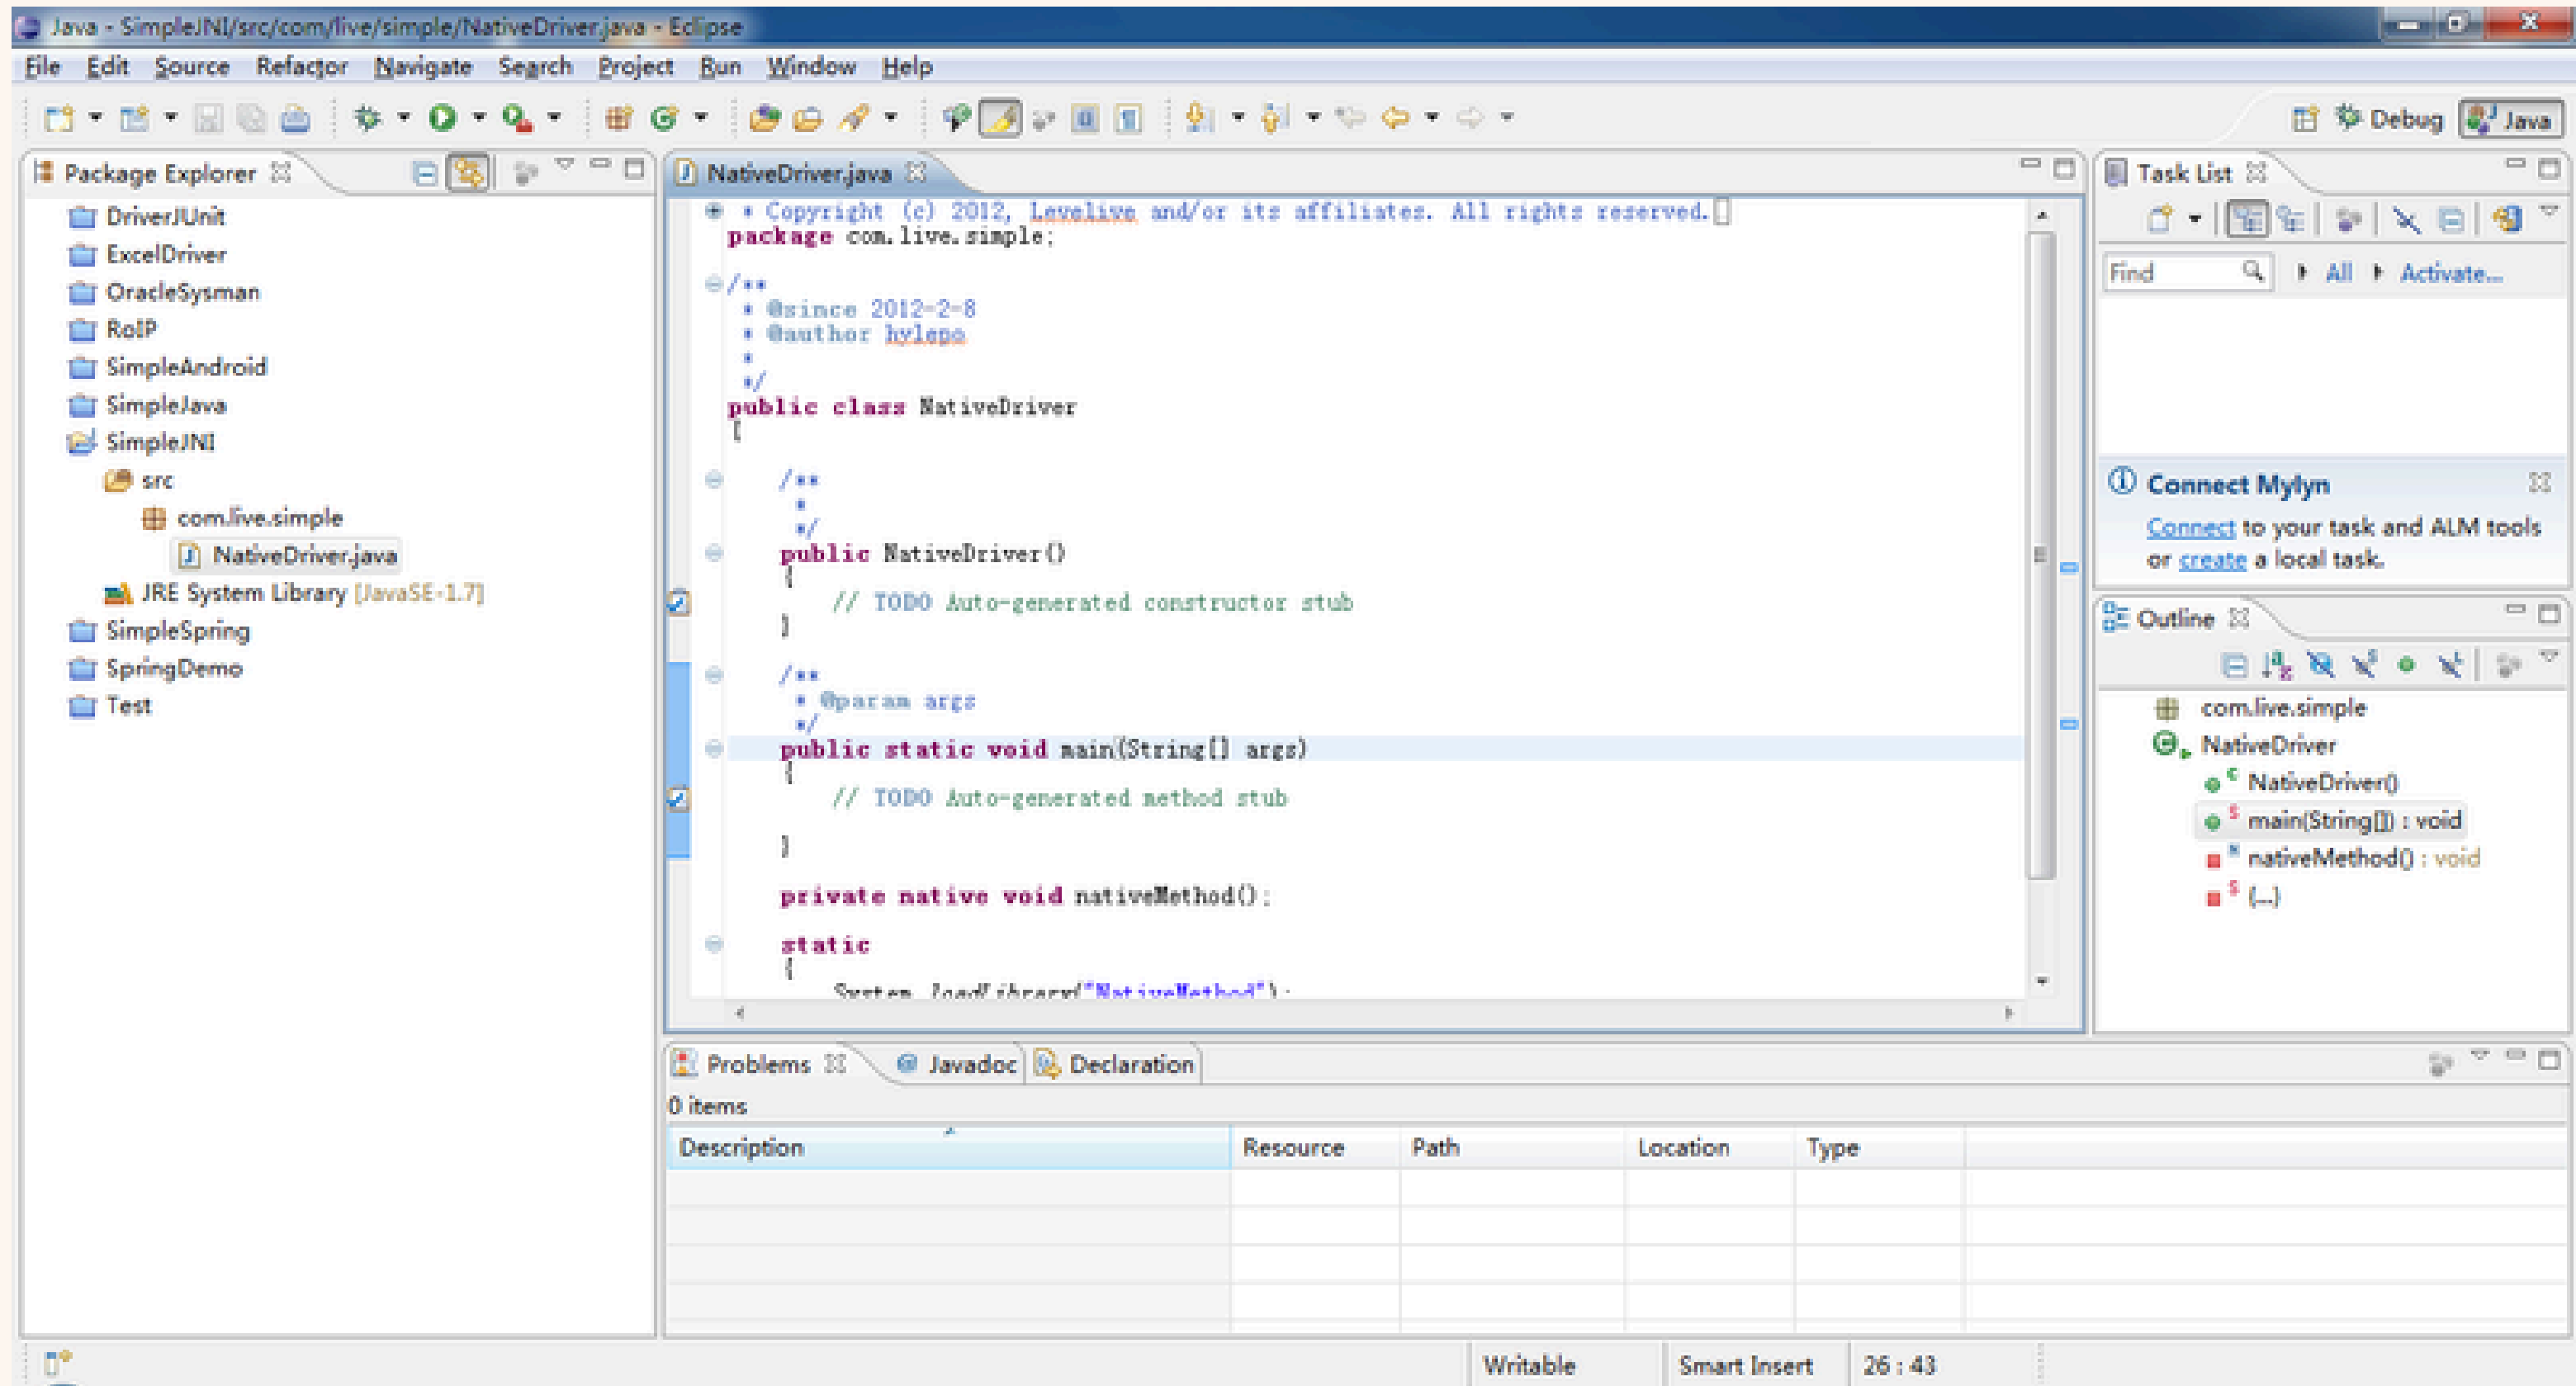 Java - SimpleJNI/src/com/live/simple/NativeDriver.java - Eclipse
File Edit Source Refactor Navigate Search Project Run Window Help
Debug Java
Package Explorer
DriverJUnit
ExcelDriver
OracleSysman
RoIP
SimpleAndroid
SimpleJava
SimpleJNI
src
com.live.simple
NativeDriver.java
JRE System Library [JavaSE-1.7]
SimpleSpring
SpringDemo
Test
NativeDriver.java
* Copyright (c) 2012, Levelive and/or its affiliates. All rights reserved.
package com.live.simple;
/**
* @since 2012-2-8
* @author hylepo
*
*/
public class NativeDriver
{
/**
*
*/
public NativeDriver()
{
// TODO Auto-generated constructor stub
}
/**
* @param args
*/
public static void main(String[] args)
{
// TODO Auto-generated method stub
}
private native void nativeMethod();
static
{
System.loadLibrary("NativeMethod");
Task List
Find All Activate...
Connect Mylyn
Connect to your task and ALM tools
or create a local task.
Outline
com.live.simple
NativeDriver
NativeDriver()
main(String[]) : void
nativeMethod() : void
{...}
Problems Javadoc Declaration
0 items
Description Resource Path Location Type
Writable Smart Insert 26 : 43